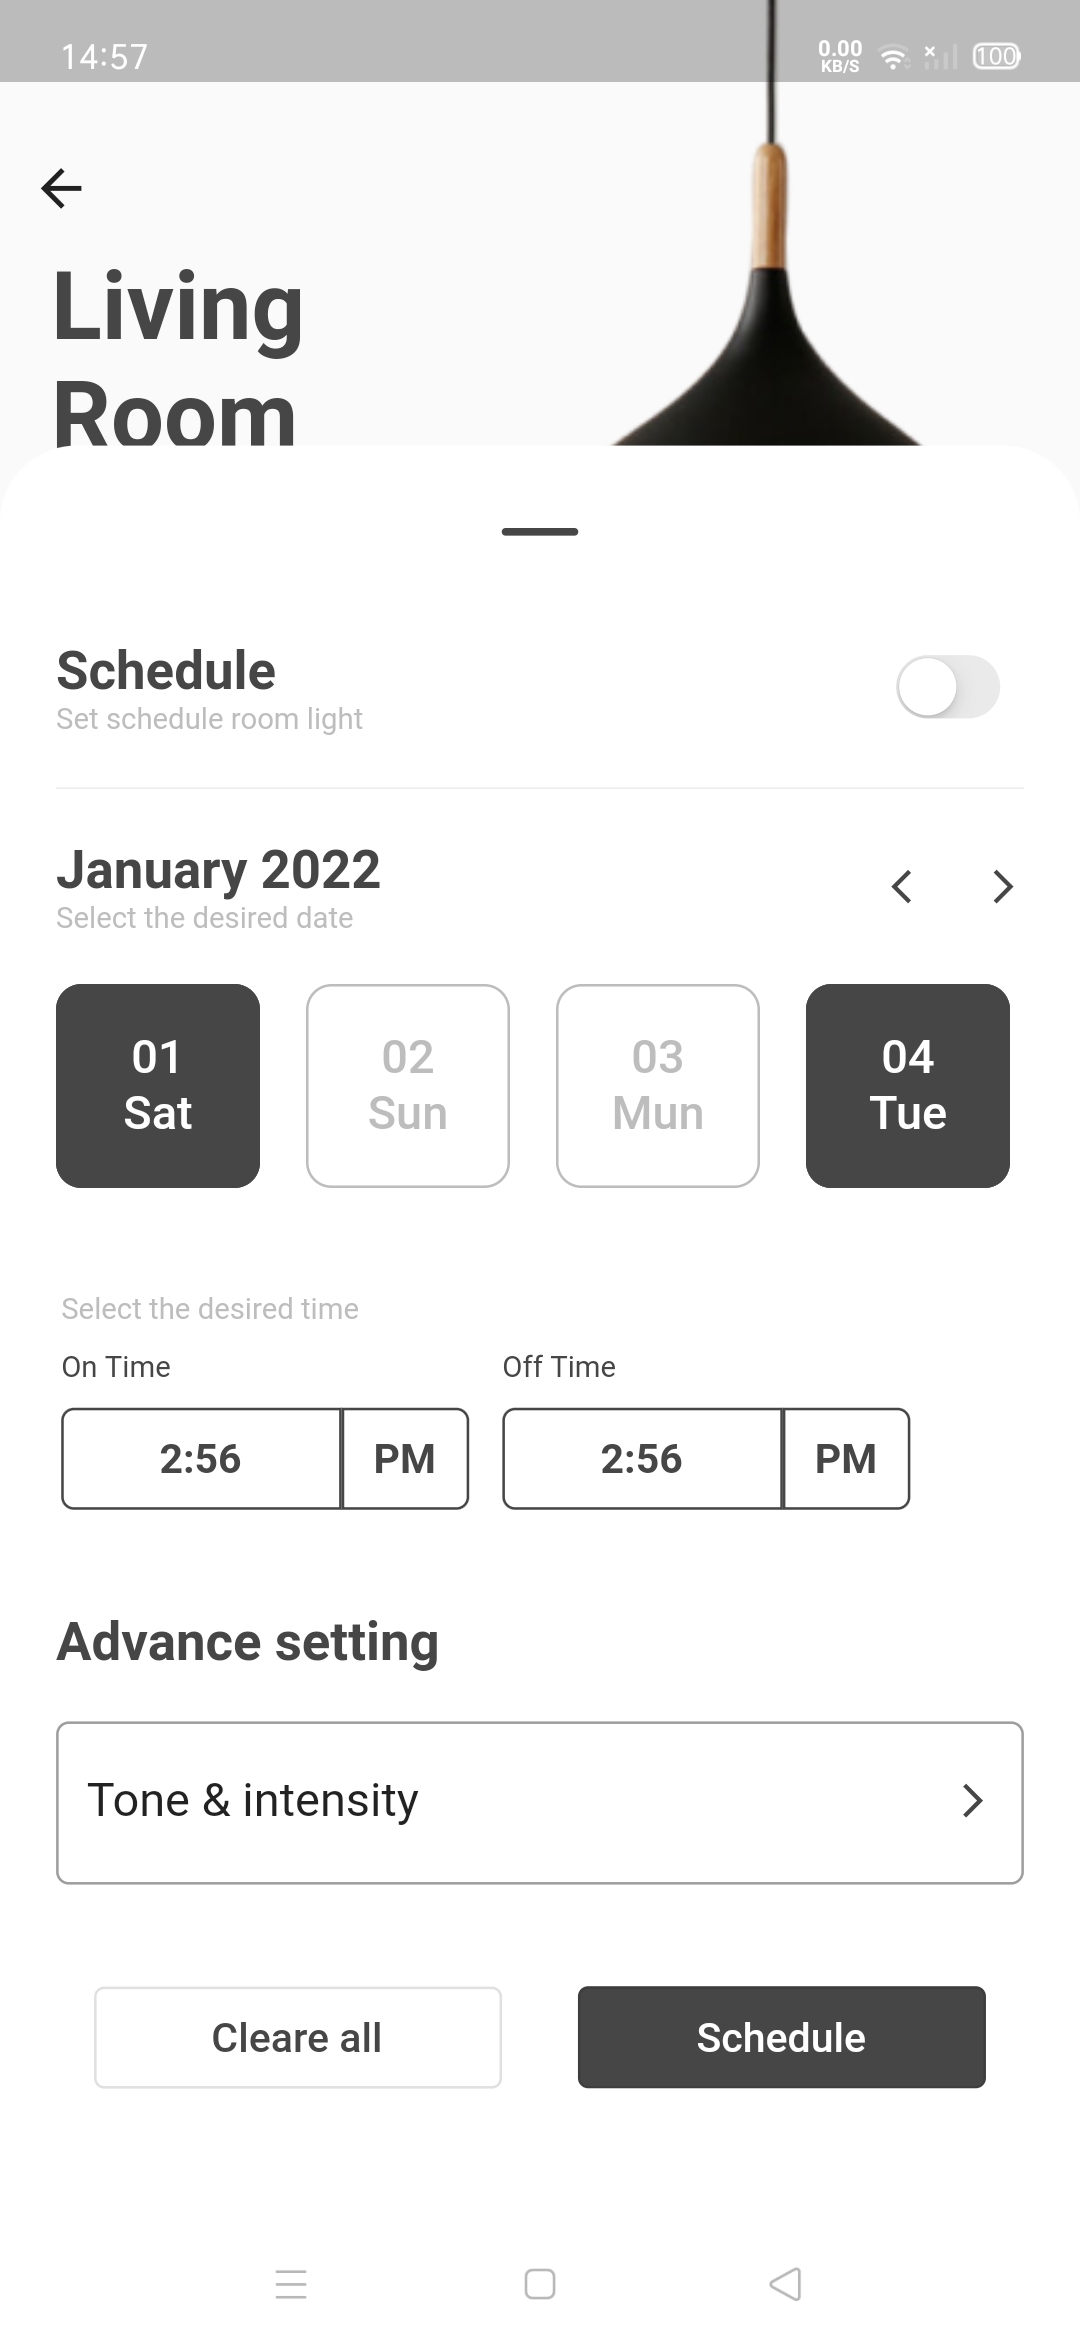 14:57
0.00
KB/S
100
Living
Room
Schedule
Set schedule room light
January 2022
Select the desired date
01
Sat
02
Sun
03
Mun
04
Tue
Select the desired time
On Time
Off Time
2:56
PM
2:56
PM
Advance setting
Tone & intensity
Cleare all
Schedule